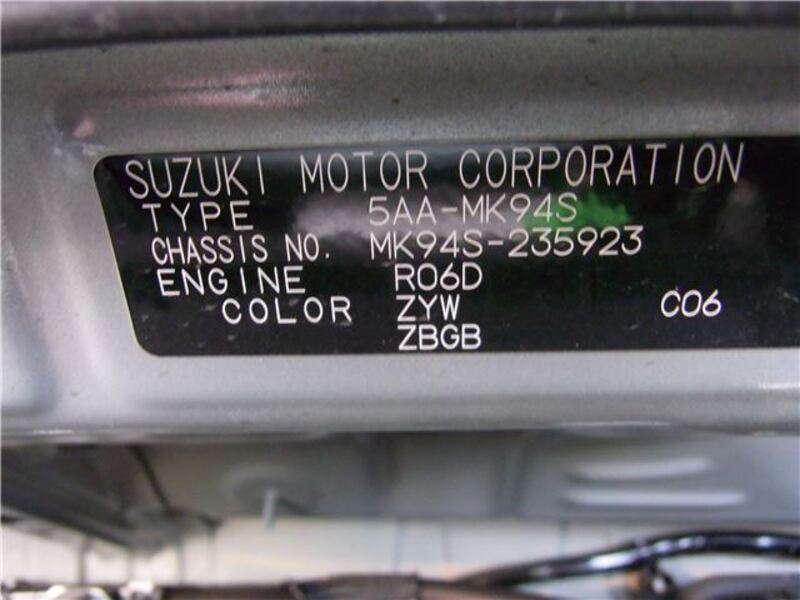 SUZUKI MOTOR CORPORATION
TYPE 5AA-MK94S
CHASSIS NO. MK94S-235923
ENGINE R06D
COLOR ZYW C06
ZBGB